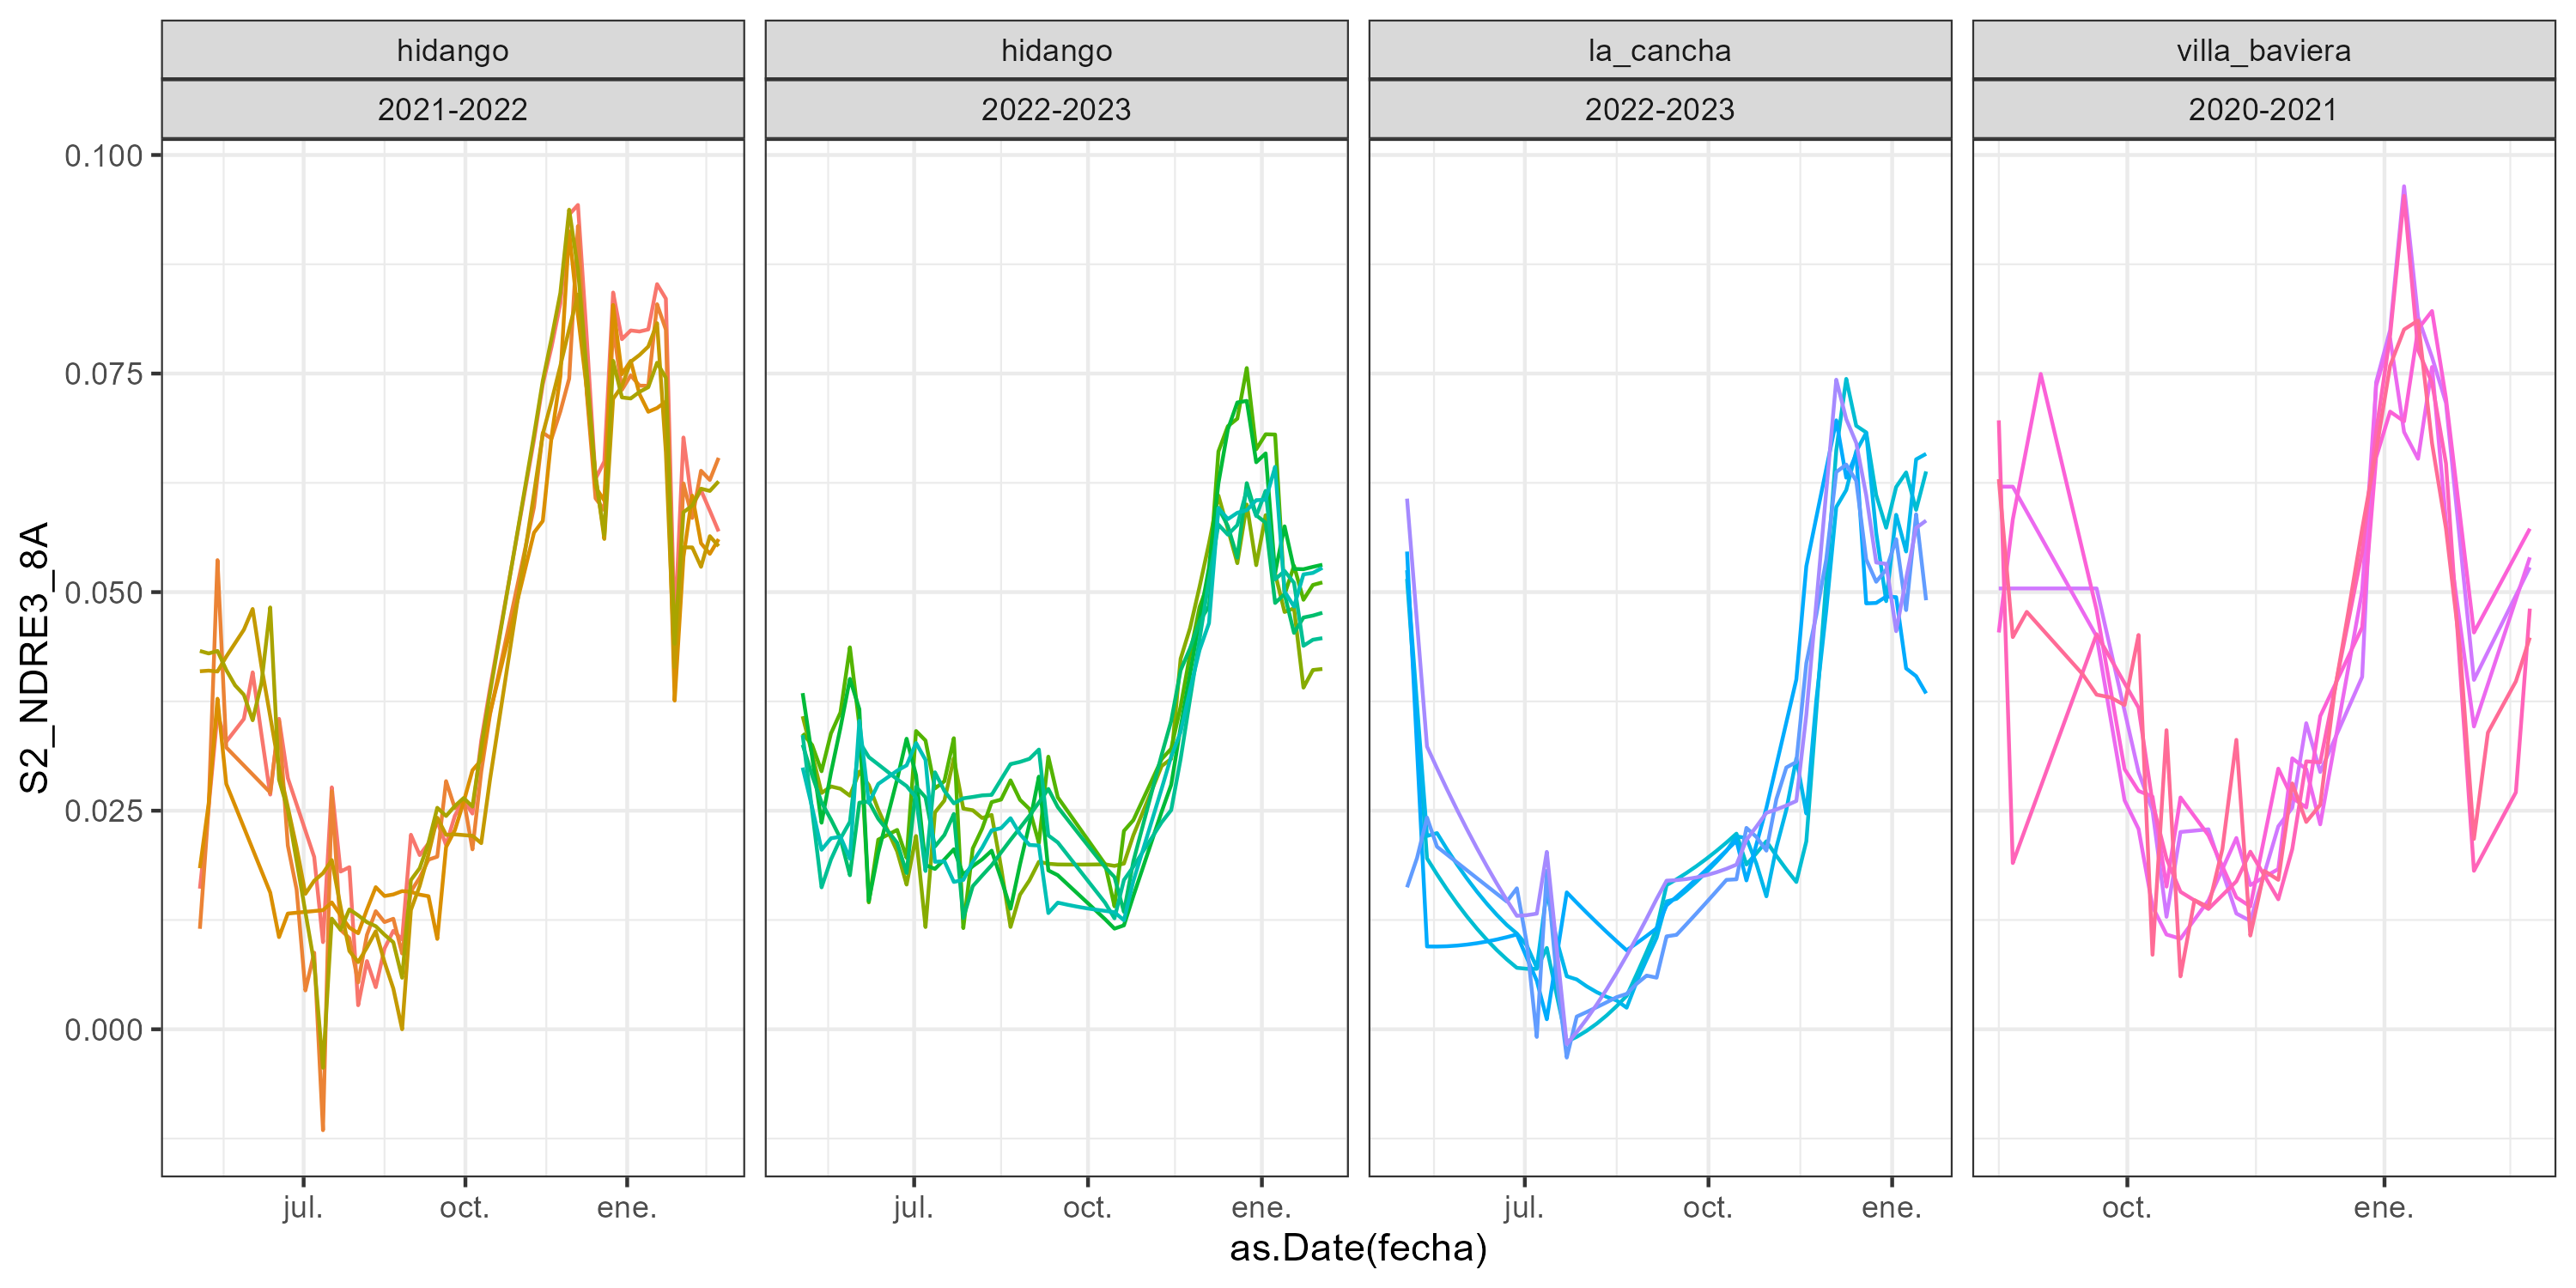 hidango
hidango
la_cancha
villa_baviera
2021-2022
2022-2023
2022-2023
2020-2021
S2_NDRE3_8A
0.100
0.075
0.050
0.025
0.000
jul. oct. ene.
jul. oct. ene.
jul. oct. ene.
oct. ene.
as.Date(fecha)